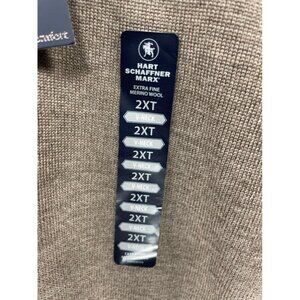 HART
SCHAFFNER
MARX
EXTRA FINE
MERINO WOOL
2XT
V-NECK
2XT
V-NECK
2XT
V-NECK
2XT
V-NECK
2XT
V-NECK
2XT
V-NECK
2XT